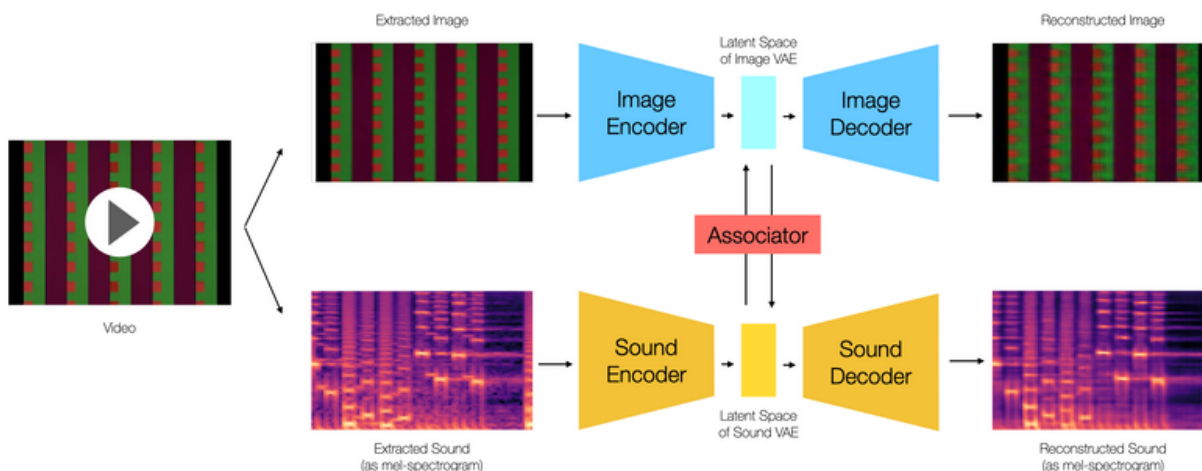 Extracted Image
Latent Space
of Image VAE
Reconstructed Image
Image
Encoder
Image
Decoder
Associator
Video
Sound
Encoder
Sound
Decoder
Latent Space
of Sound VAE
Extracted Sound
(as mel-spectrogram)
Reconstructed Sound
(as mel-spectrogram)